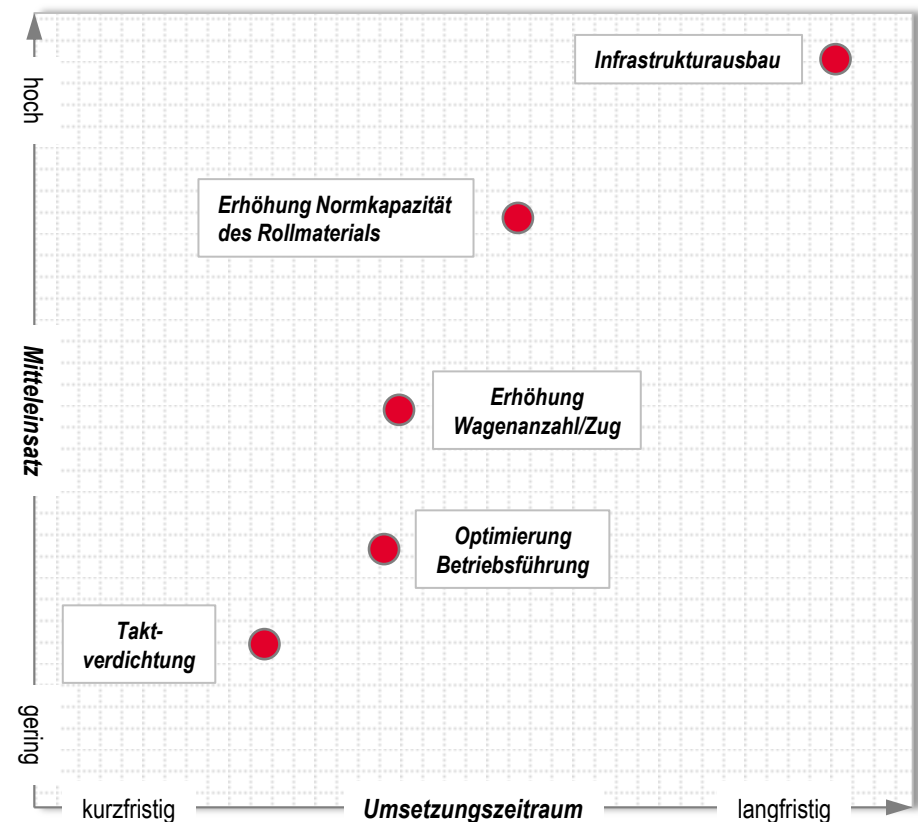 Infrastrukturausbau
hoch
Erhöhung Normkapazität
des Rollmaterials
Mitteleinsatz
Erhöhung
Wagenanzahl/Zug
Optimierung
Betriebsführung
Takt-
verdichtung
gering
kurzfristig
Umsetzungszeitraum
langfristig